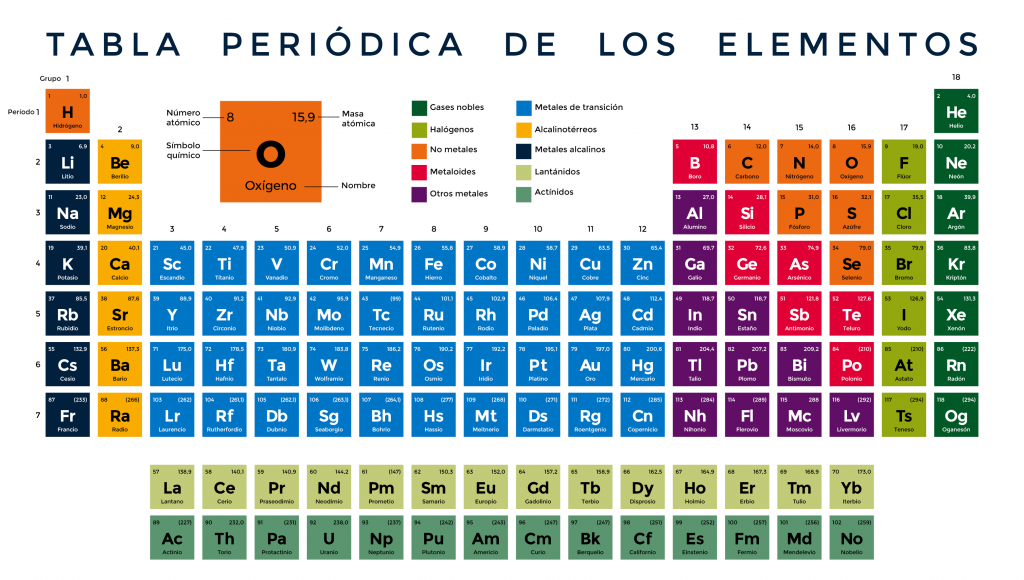 TABLA PERIÓDICA DE LOS ELEMENTOS
Grupo 1
18
Período 1
1 1,0
H
Hidrógeno
2 4,0
He
Helio
Número atómico
8
15,9
Masa atómica
Símbolo químico
O
Oxígeno
Nombre
Gases nobles
Halógenos
No metales
Metaloides
Otros metales
Metales de transición
Alcalinotérreos
Metales alcalinos
Lantánidos
Actínidos
2 13 14 15 16 17
2
3 6,9 4 9,0 5 10,8 6 12,0 7 14,0 8 15,9 9 19,0 10 20,2
Li Be B C N O F Ne
Litio Berilio Boro Carbono Nitrógeno Oxígeno Flúor Neón
3
11 23,0 12 24,3 13 27,0 14 28,1 15 31,0 16 32,1 17 35,5 18 39,9
Na Mg Al Si P S Cl Ar
Sodio Magnesio Alumino Silicio Fósforo Azufre Cloro Argón
3 4 5 6 7 8 9 10 11 12
4
19 39,1 20 40,1 21 45,0 22 47,9 23 50,9 24 52,0 25 54,9 26 55,8 27 58,9 28 58,7 29 63,5 30 65,4 31 69,7 32 72,6 33 74,9 34 79,0 35 79,9 36 83,8
K Ca Sc Ti V Cr Mn Fe Co Ni Cu Zn Ga Ge As Se Br Kr
Potasio Calcio Escandio Titanio Vanadio Cromo Manganeso Hierro Cobalto Níquel Cobre Cinc Galio Germanio Arsénico Selenio Bromo Kriptón
5
37 85,5 38 87,6 39 88,9 40 91,2 41 92,9 42 95,9 43 (99) 44 101,1 45 102,9 46 106,4 47 107,9 48 112,4 49 118,7 50 118,7 51 121,8 52 127,6 53 126,9 54 131,3
Rb Sr Y Zr Nb Mo Tc Ru Rh Pd Ag Cd In Sn Sb Te I Xe
Rubidio Estroncio Itrio Circonio Niobio Molibdeno Tecnecio Rutenio Rodio Paladio Plata Cadmio Indio Estaño Antimonio Teluro Yodo Xenón
6
55 132,9 56 137,3 71 175,0 72 178,5 73 180,9 74 183,8 75 186,2 76 190,2 77 192,2 78 195,1 79 197,0 80 200,6 81 204,4 82 207,2 83 209,2 84 (210) 85 (210) 86 (222)
Cs Ba Lu Hf Ta W Re Os Ir Pt Au Hg Tl Pb Bi Po At Rn
Cesio Bario Lutecio Hafnio Tantalo Wolframio Renio Osmio Iridio Platino Oro Mercurio Talio Plomo Bismuto Polonio Astato Radón
7
87 (233) 88 (266) 103 (262) 104 (261,1) 105 (262,1) 106 (263,1) 107 (264,1) 108 (277) 109 (268) 110 (271) 111 (272) 112 (285) 113 (284) 114 (289) 115 288 116 (292) 117 (294) 118 (294)
Fr Ra Lr Rf Db Sg Bh Hs Mt Ds Rg Cn Nh Fl Mc Lv Ts Og
Francio Radio Laurencio Rutherfordio Dubnio Seaborgio Bohrio Hassio Meitnerio Darmstatio Roentgenio Copernicio Nihonio Flerovio Moscovio Livermorio Teneso Oganesón
57 138,9 58 140,1 59 140,9 60 144,2 61 (147) 62 150,3 63 152,0 64 157,2 65 158,9 66 162,5 67 164,9 68 167,3 69 168,9 70 173,0
La Ce Pr Nd Pm Sm Eu Gd Tb Dy Ho Er Tm Yb
Lantano Cerio Praseodimio Neodimio Prometio Samario Europio Gadolinio Terbio Disprosio Holmio Erbio Tulio Iterbio
89 (227) 90 232,0 91 (231) 92 238,0 93 (237) 94 (242) 95 (243) 96 (247) 97 (247) 98 (251) 99 (252) 100 (257) 101 (256) 102 (259)
Ac Th Pa U Np Pu Am Cm Bk Cf Es Fm Md No
Actinio Torio Protactinio Uranio Neptunio Plutonio Americio Curio Berquelio Californio Einstenio Fermio Mendelevio Nobelio